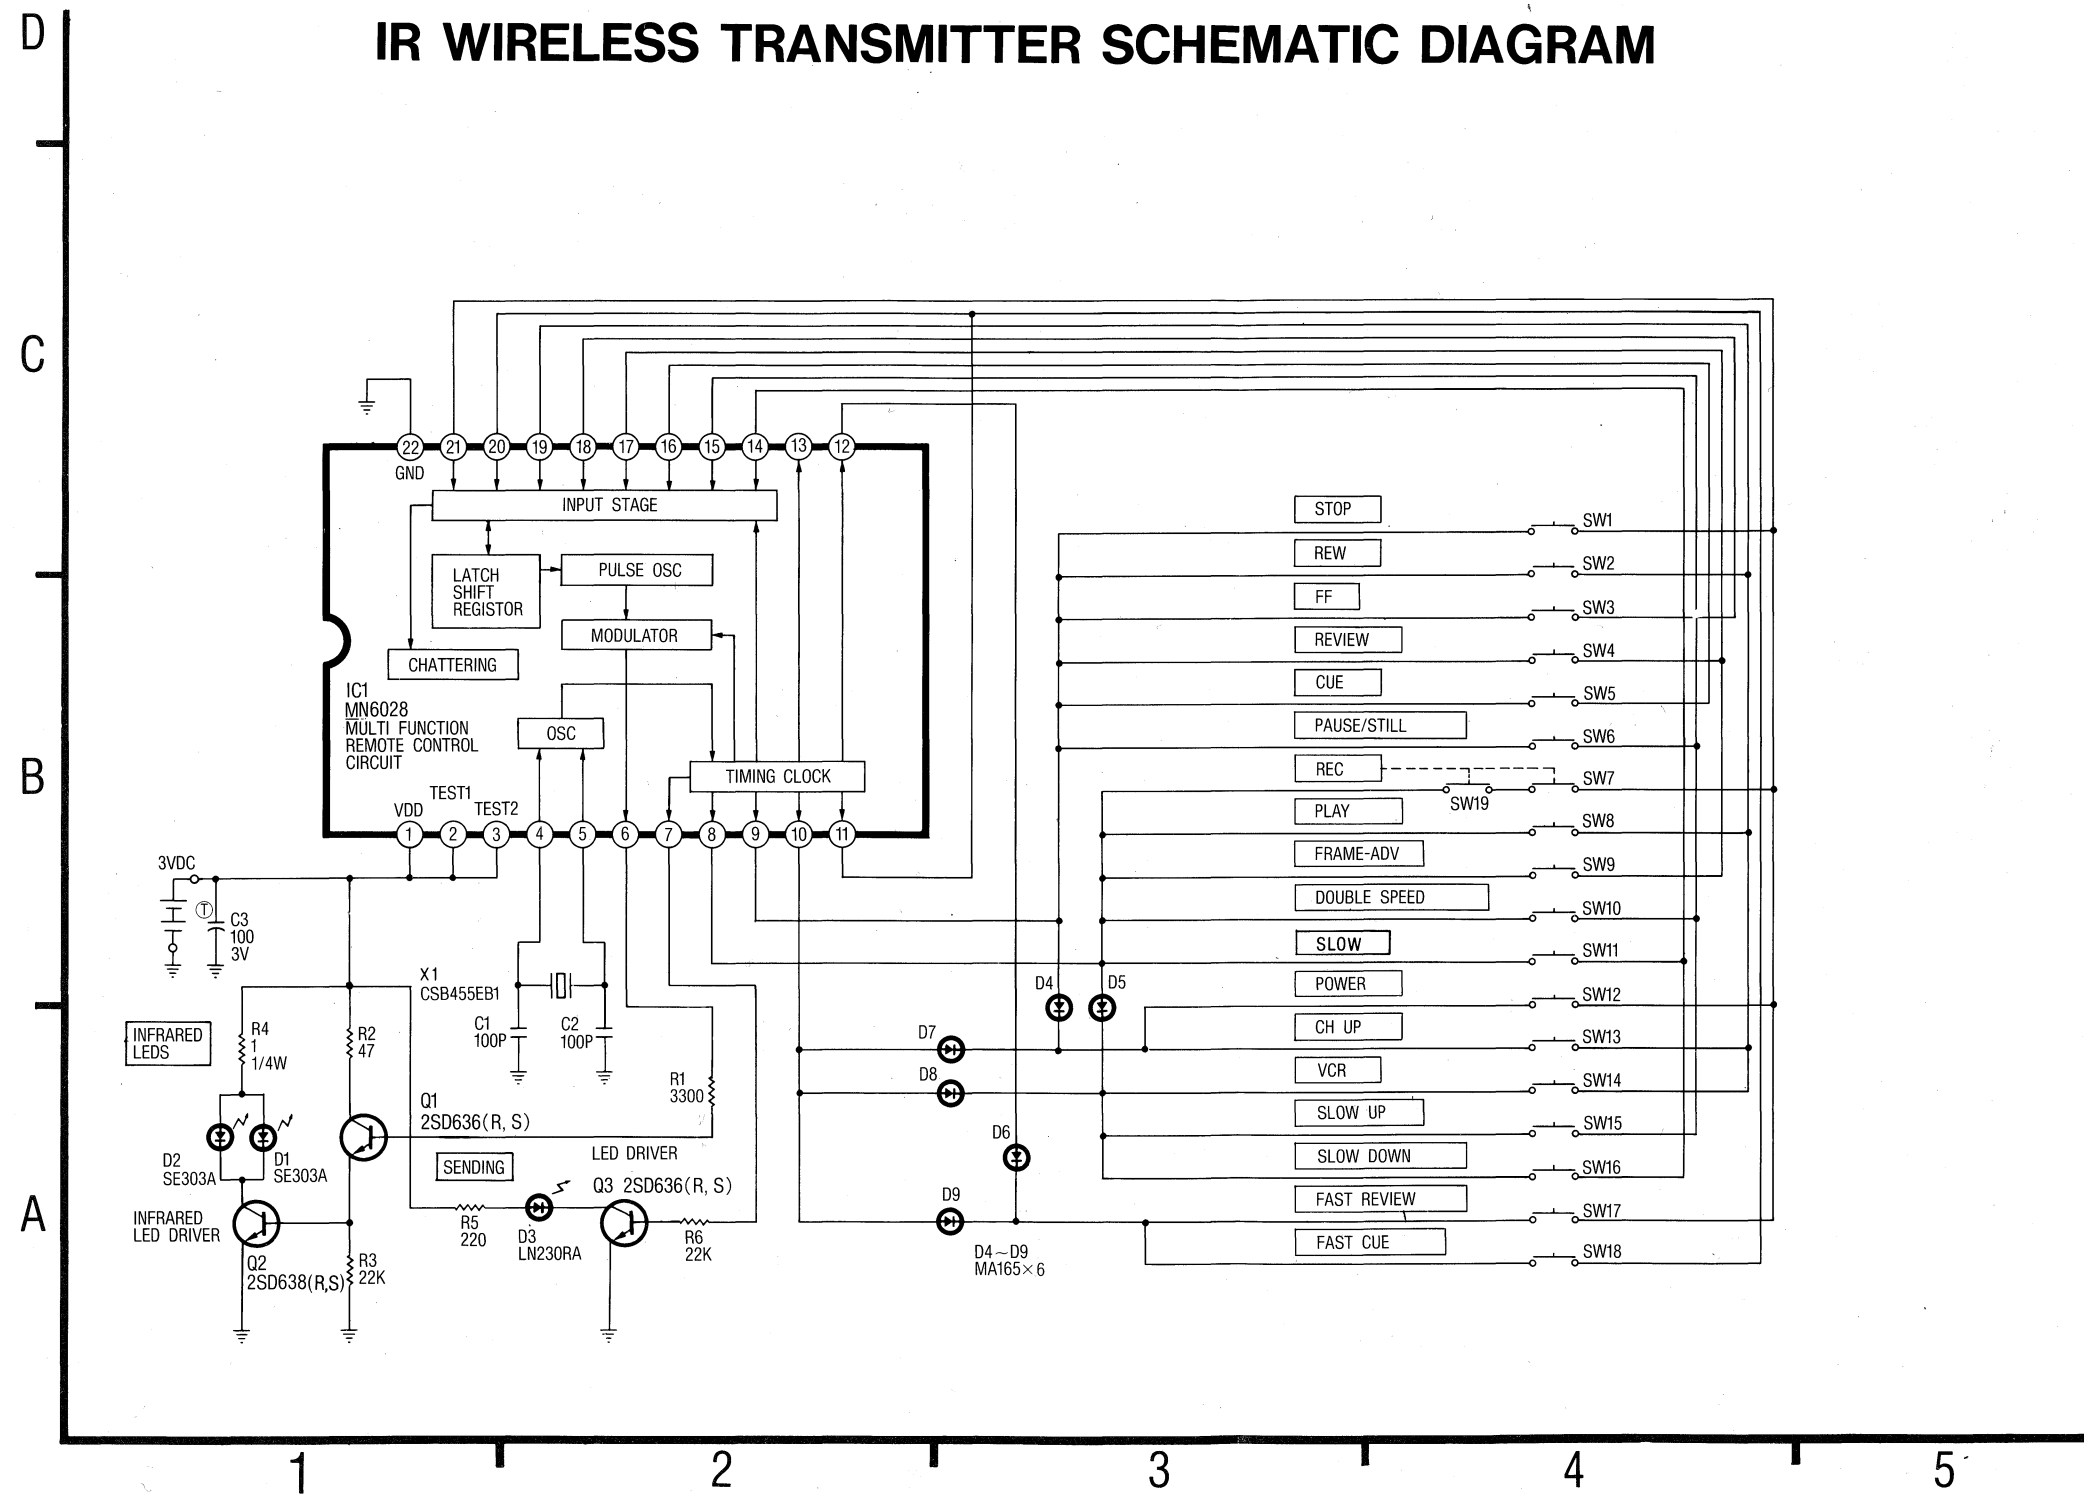 D
IR WIRELESS TRANSMITTER SCHEMATIC DIAGRAM
C
22 21 20 19 18 17 16 15 14 13 12
GND
INPUT STAGE
LATCH
SHIFT
REGISTOR
PULSE OSC
MODULATOR
CHATTERING
IC1
MN6028
MULTI FUNCTION
REMOTE CONTROL
CIRCUIT
OSC
TIMING CLOCK
VDD
TEST1
TEST2
1 2 3 4 5 6 7 8 9 10 11
B
STOP
SW1
REW
SW2
FF
SW3
REVIEW
SW4
CUE
SW5
PAUSE/STILL
SW6
REC
SW7
SW19
PLAY
SW8
FRAME-ADV
SW9
DOUBLE SPEED
SW10
SLOW
SW11
POWER
SW12
CH UP
SW13
VCR
SW14
SLOW UP
SW15
SLOW DOWN
SW16
FAST REVIEW
SW17
FAST CUE
SW18
3VDC
T
C3
100
3V
X1
CSB455EB1
C1
100P
C2
100P
D4
D5
D7
D8
D6
D9
D4~D9
MA165×6
INFRARED
LEDS
R4
1
1/4W
R2
47
R1
3300
Q1
2SD636(R, S)
D2
SE303A
D1
SE303A
SENDING
LED DRIVER
Q3 2SD636(R, S)
A
INFRARED
LED DRIVER
Q2
2SD638(R,S)
R3
22K
R5
220
D3
LN230RA
R6
22K
1
2
3
4
5